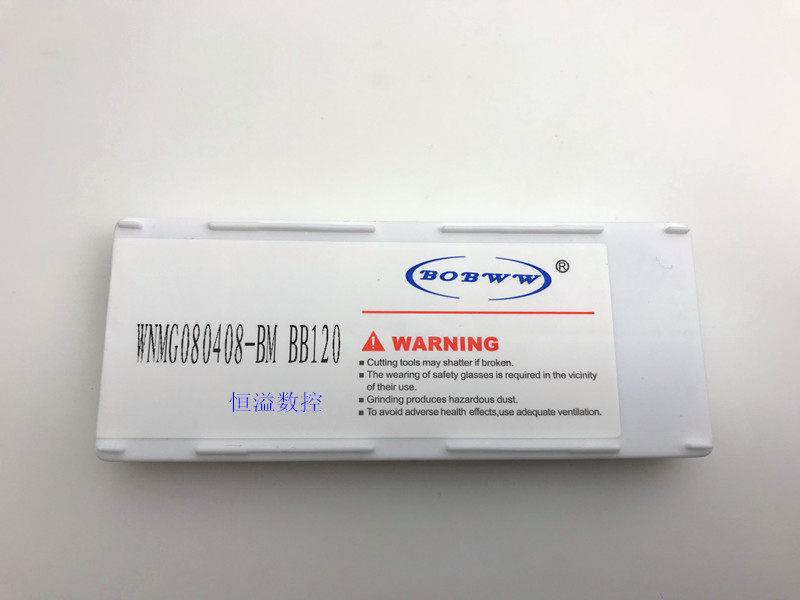 BOBWW ®
WNMG080408-BM BB120
恒溢数控
WARNING
■ Cutting tools may shatter if broken.
■ The wearing of safety glasses is required in the vicinity
of their use.
■ Grinding produces hazardous dust.
■ To avoid adverse health effects,use adequate ventilation.